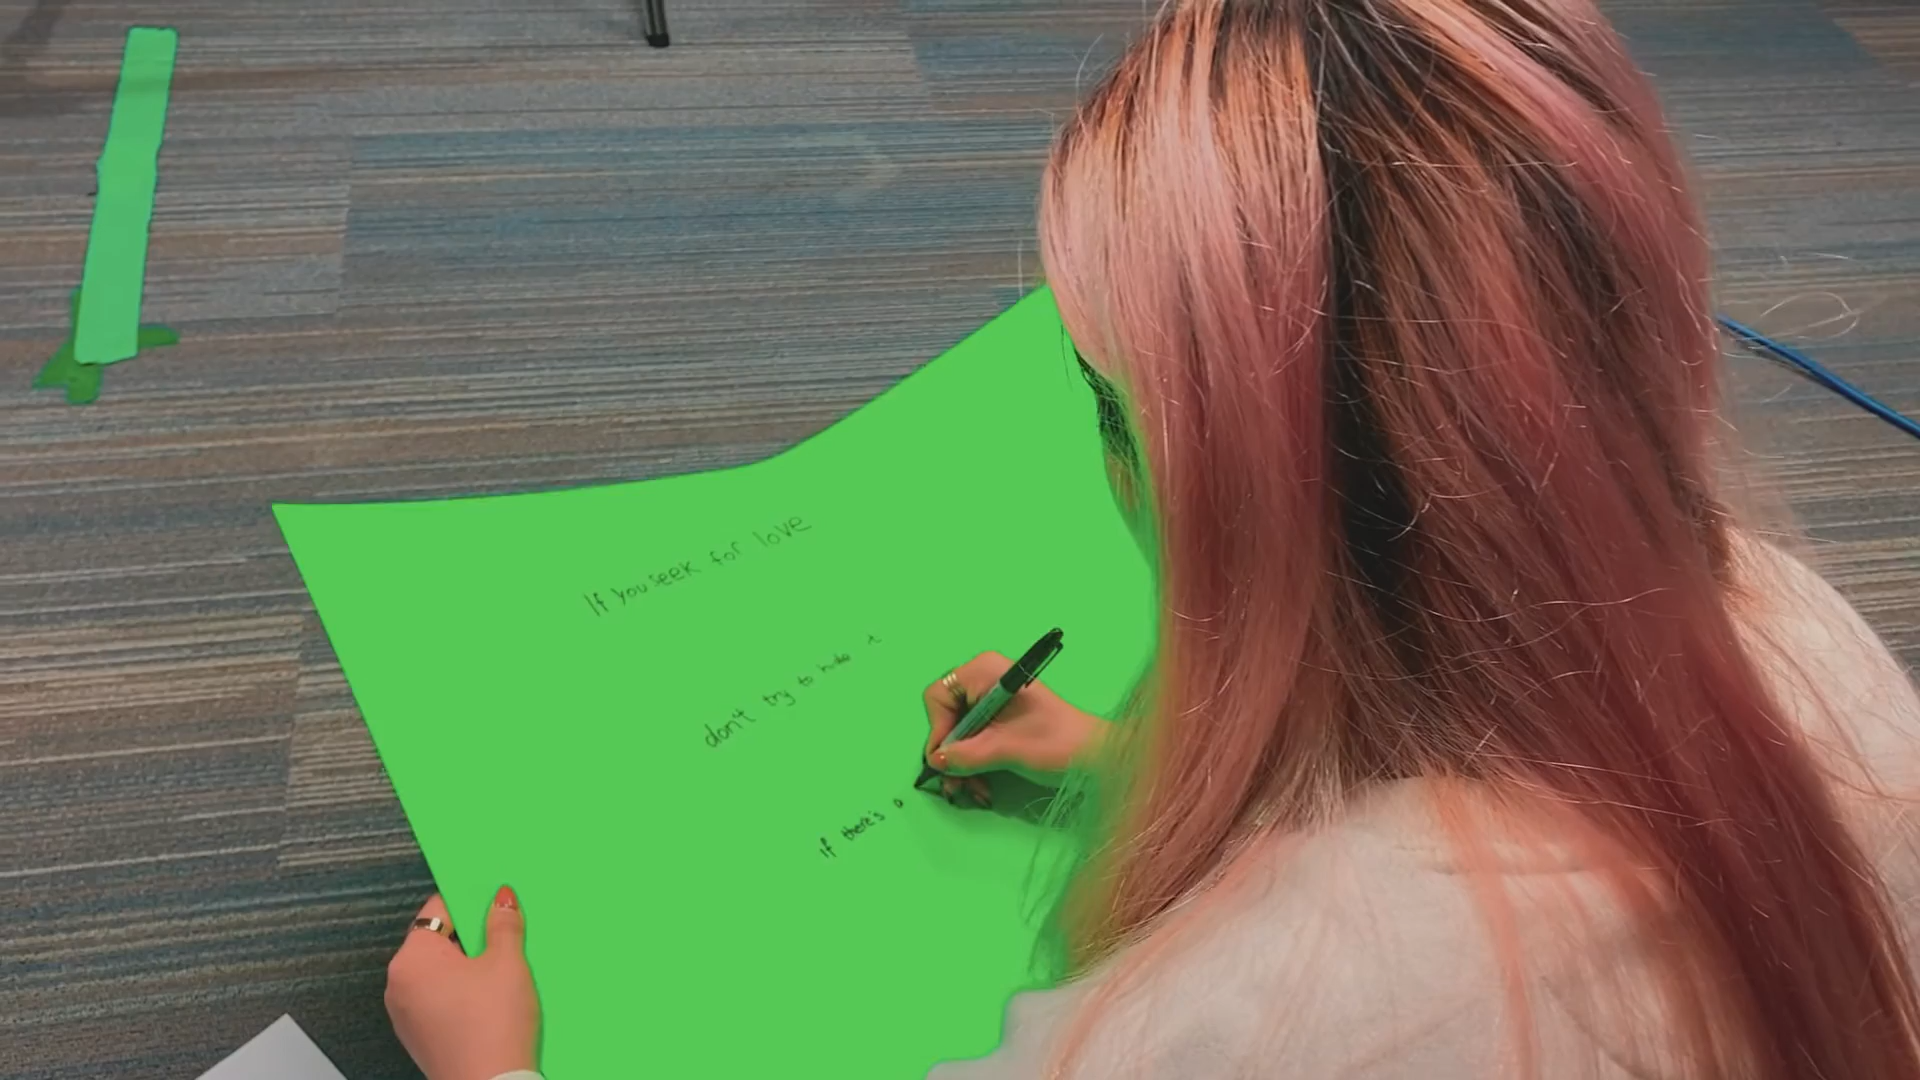 If you seek for love
don't try to hide it
if there's a